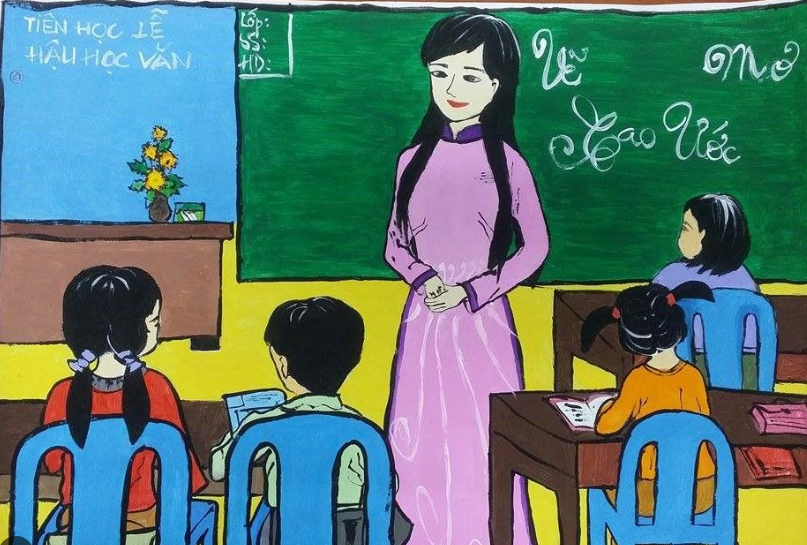 TIÊN HỌC LỄ
HẬU HỌC VĂN
Lớp:
SS:
HD:
Vẽ Mơ
Ước